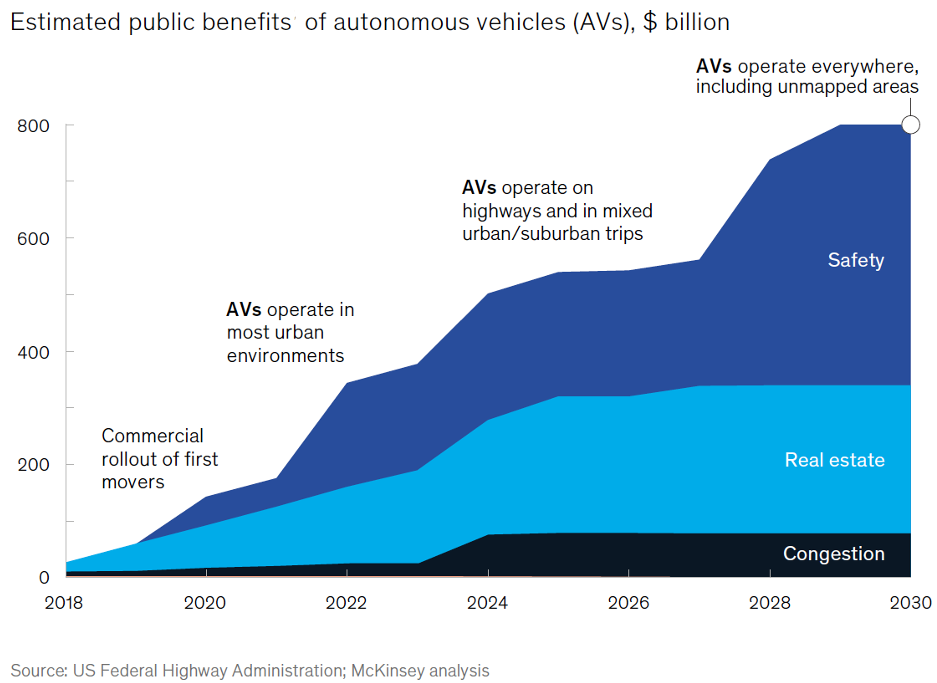 Estimated public benefits of autonomous vehicles (AVs), $ billion
AVs operate everywhere,
including unmapped areas
800
AVs operate on
highways and in mixed
urban/suburban trips
600
Safety
AVs operate in
most urban
environments
400
Commercial
rollout of first
movers
200
Real estate
Congestion
0
2018 2020 2022 2024 2026 2028 2030
Source: US Federal Highway Administration; McKinsey analysis